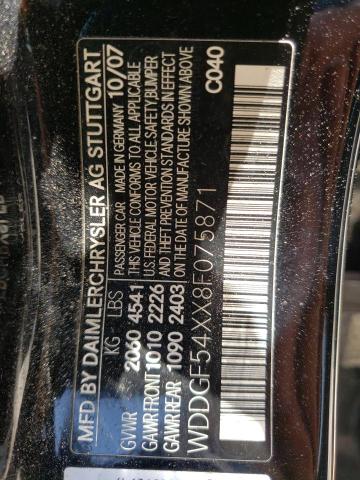 MFD BY DAIMLERCHRYSLER AG STUTTGART
KG LBS PASSENGER CAR MADE IN GERMANY 10/07
GVWR 2060 4541 THIS VEHICLE CONFORMS TO ALL APPLICABLE
GAWR FRONT 1010 2226 U.S. FEDERAL MOTOR VEHICLE SAFETY, BUMPER
GAWR REAR 1090 2403 AND THEFT PREVENTION STANDARDS IN EFFECT
ON THE DATE OF MANUFACTURE SHOWN ABOVE
WDDGF54XX8F075871 C040